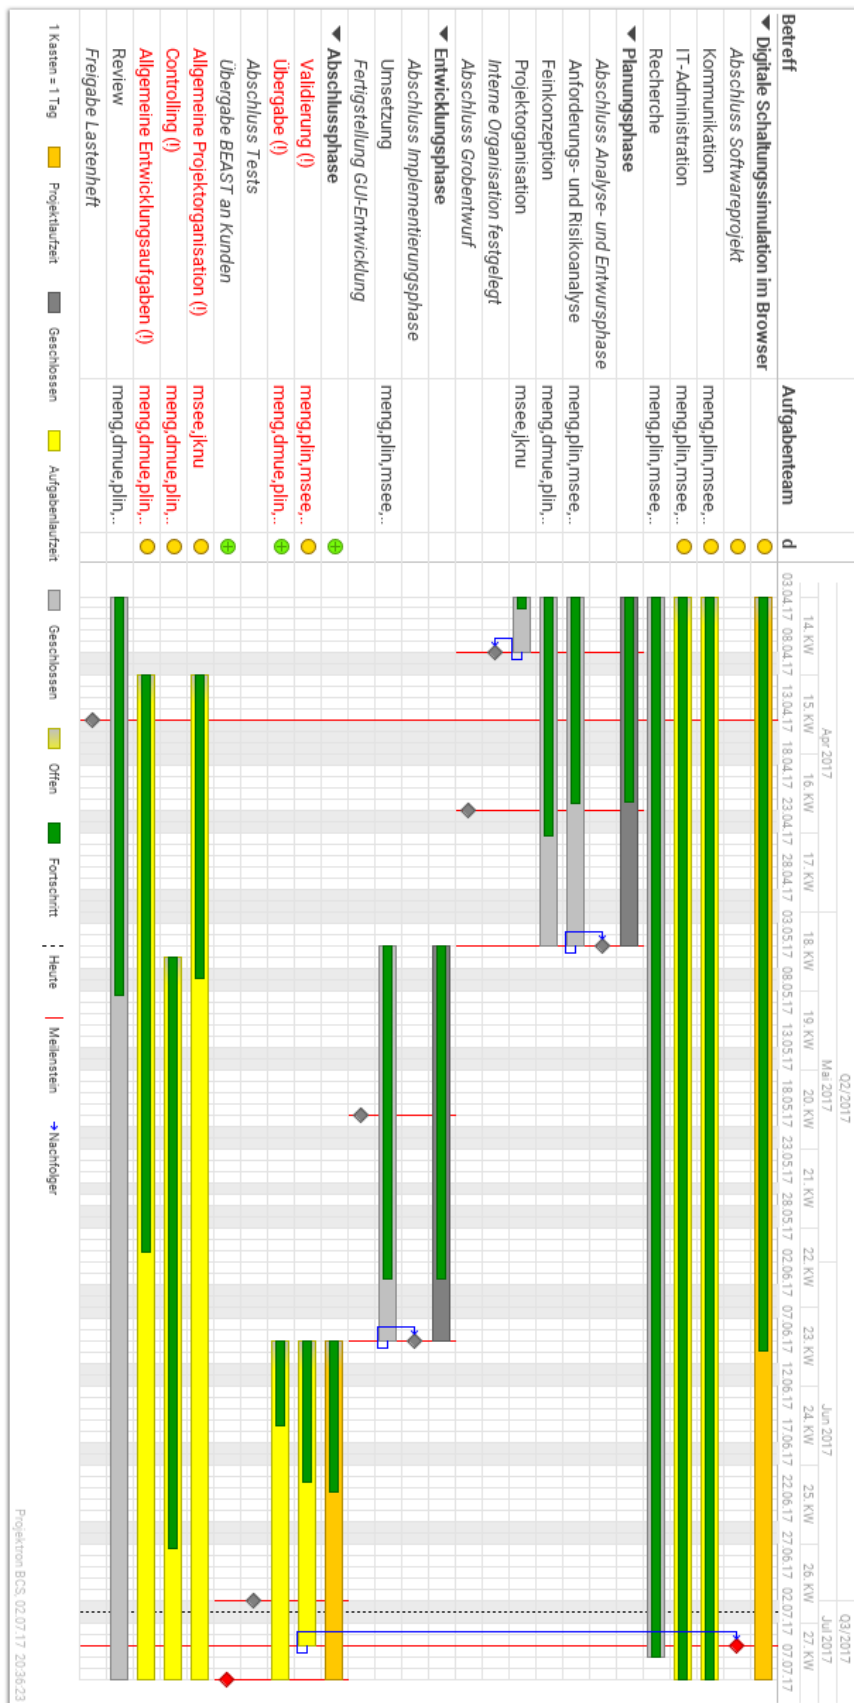 Q2/2017 Q3/2017
Apr 2017 Mai 2017 Jun 2017 Jul 2017
14. KW 15. KW 16. KW 17. KW 18. KW 19. KW 20. KW 21. KW 22. KW 23. KW 24. KW 25. KW 26. KW 27. KW
Betreff Aufgabenteam d 03.04.17 08.04.17 13.04.17 18.04.17 23.04.17 28.04.17 03.05.17 08.05.17 13.05.17 18.05.17 23.05.17 28.05.17 02.06.17 07.06.17 12.06.17 17.06.17 22.06.17 27.06.17 02.07.17 07.07.17
Digitale Schaltungssimulation im Browser
Abschluss Softwareprojekt
Kommunikation meng,plin,msee,..
IT-Administration meng,plin,msee,..
Recherche meng,plin,msee,..
Planungsphase
Abschluss Analyse- und Entwursphase
Anforderungs- und Risikoanalyse meng,plin,msee,..
Feinkonzeption meng,dmue,plin,..
Projektorganisation msee,jknu
Interne Organisation festgelegt
Abschluss Grobentwurf
Entwicklungsphase
Abschluss Implementierungsphase
Umsetzung meng,plin,msee,..
Fertigstellung GUI-Entwicklung
Abschlussphase
Validierung (!) meng,plin,msee,..
Übergabe (!) meng,dmue,plin,..
Abschluss Tests
Übergabe BEAST an Kunden
Allgemeine Projektorganisation (!) msee,jknu
Controlling (!) meng,dmue,plin,..
Allgemeine Entwicklungsaufgaben (!) meng,dmue,plin,..
Review meng,dmue,plin,..
Freigabe Lastenheft
1 Kasten = 1 Tag Projektlaufzeit Geschlossen Aufgabenlaufzeit Geschlossen Offen Fortschritt Heute Meilenstein Nachfolger
Projektron BCS, 02.07.17 20:36:23